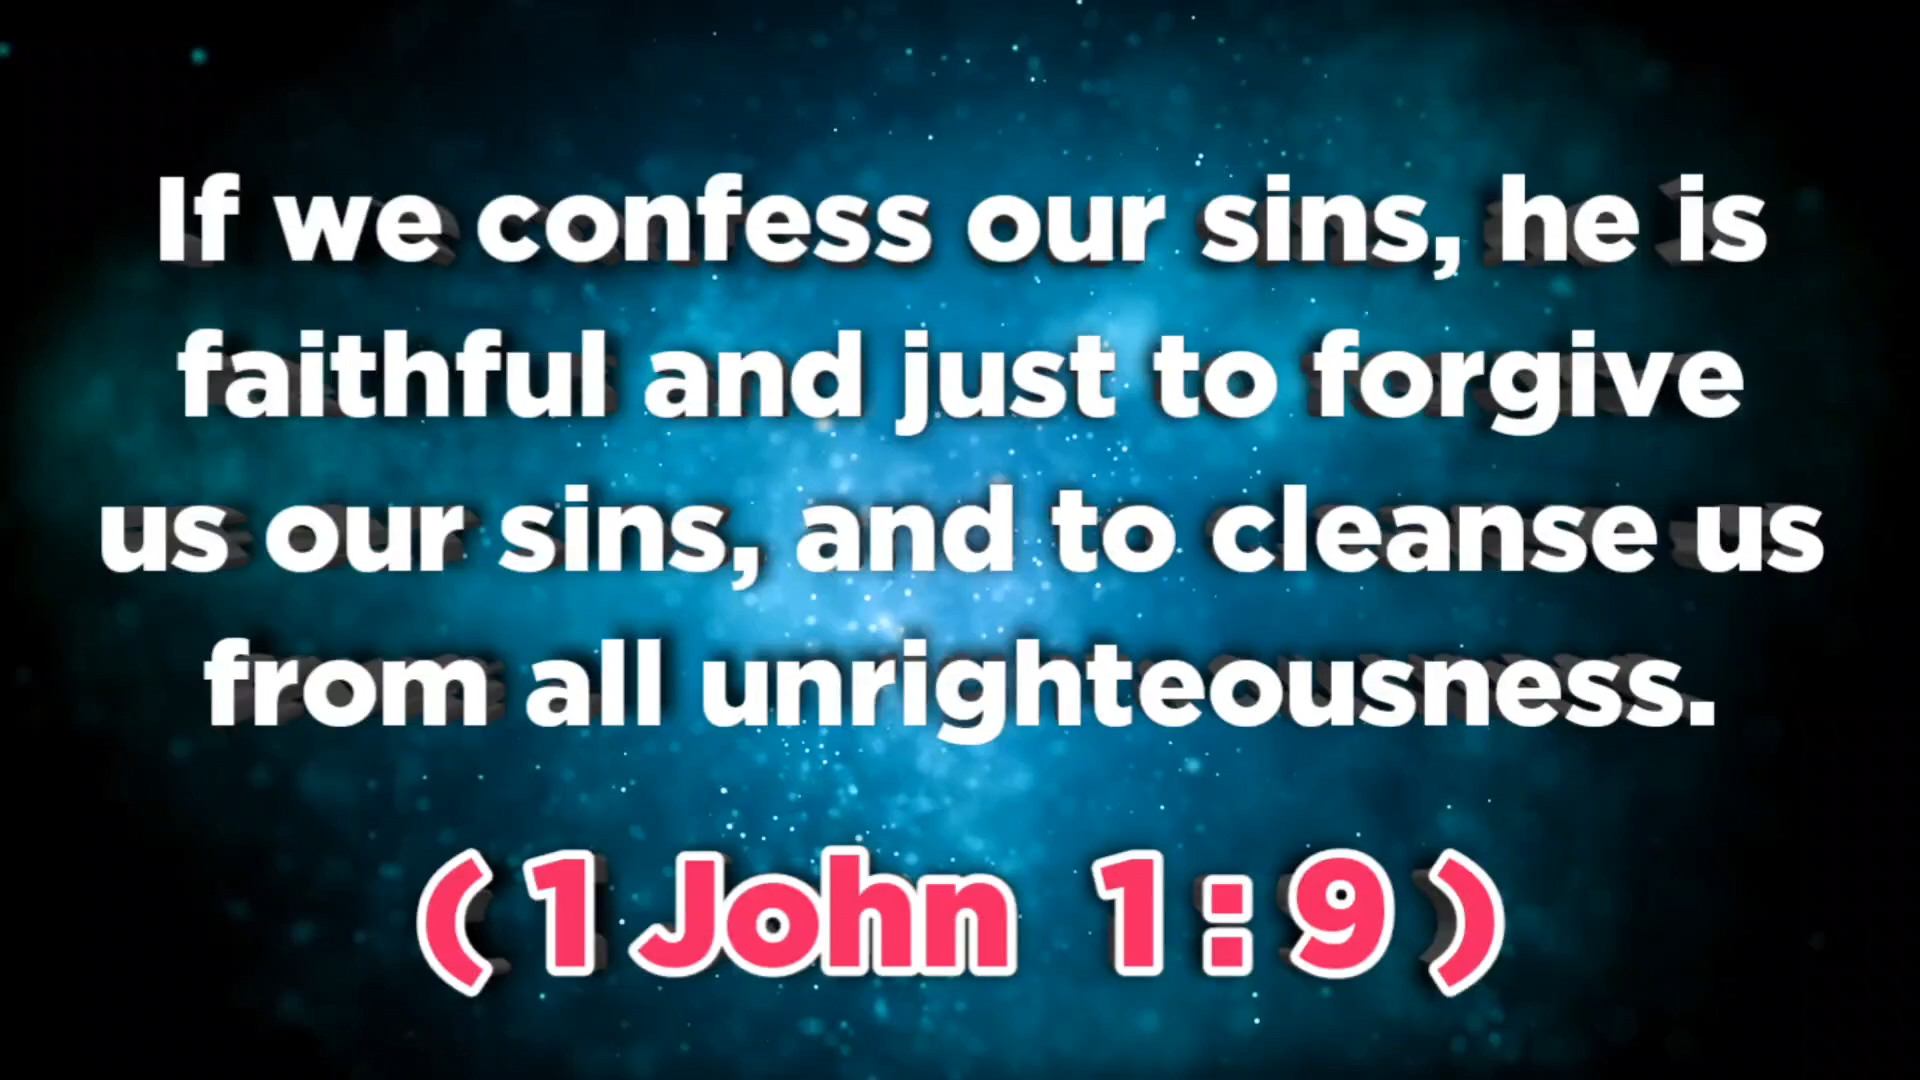 If we confess our sins, he is
faithful and just to forgive
us our sins, and to cleanse us
from all unrighteousness.
(1 John 1:9)